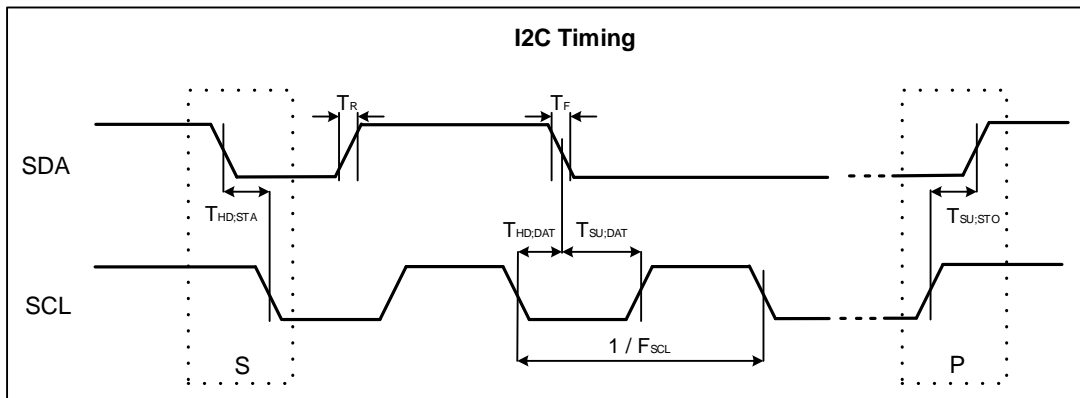 I2C Timing
TR
TF
SDA
THD;STA
THD;DAT
TSU;DAT
TSU;STO
SCL
1 / FSCL
S
P